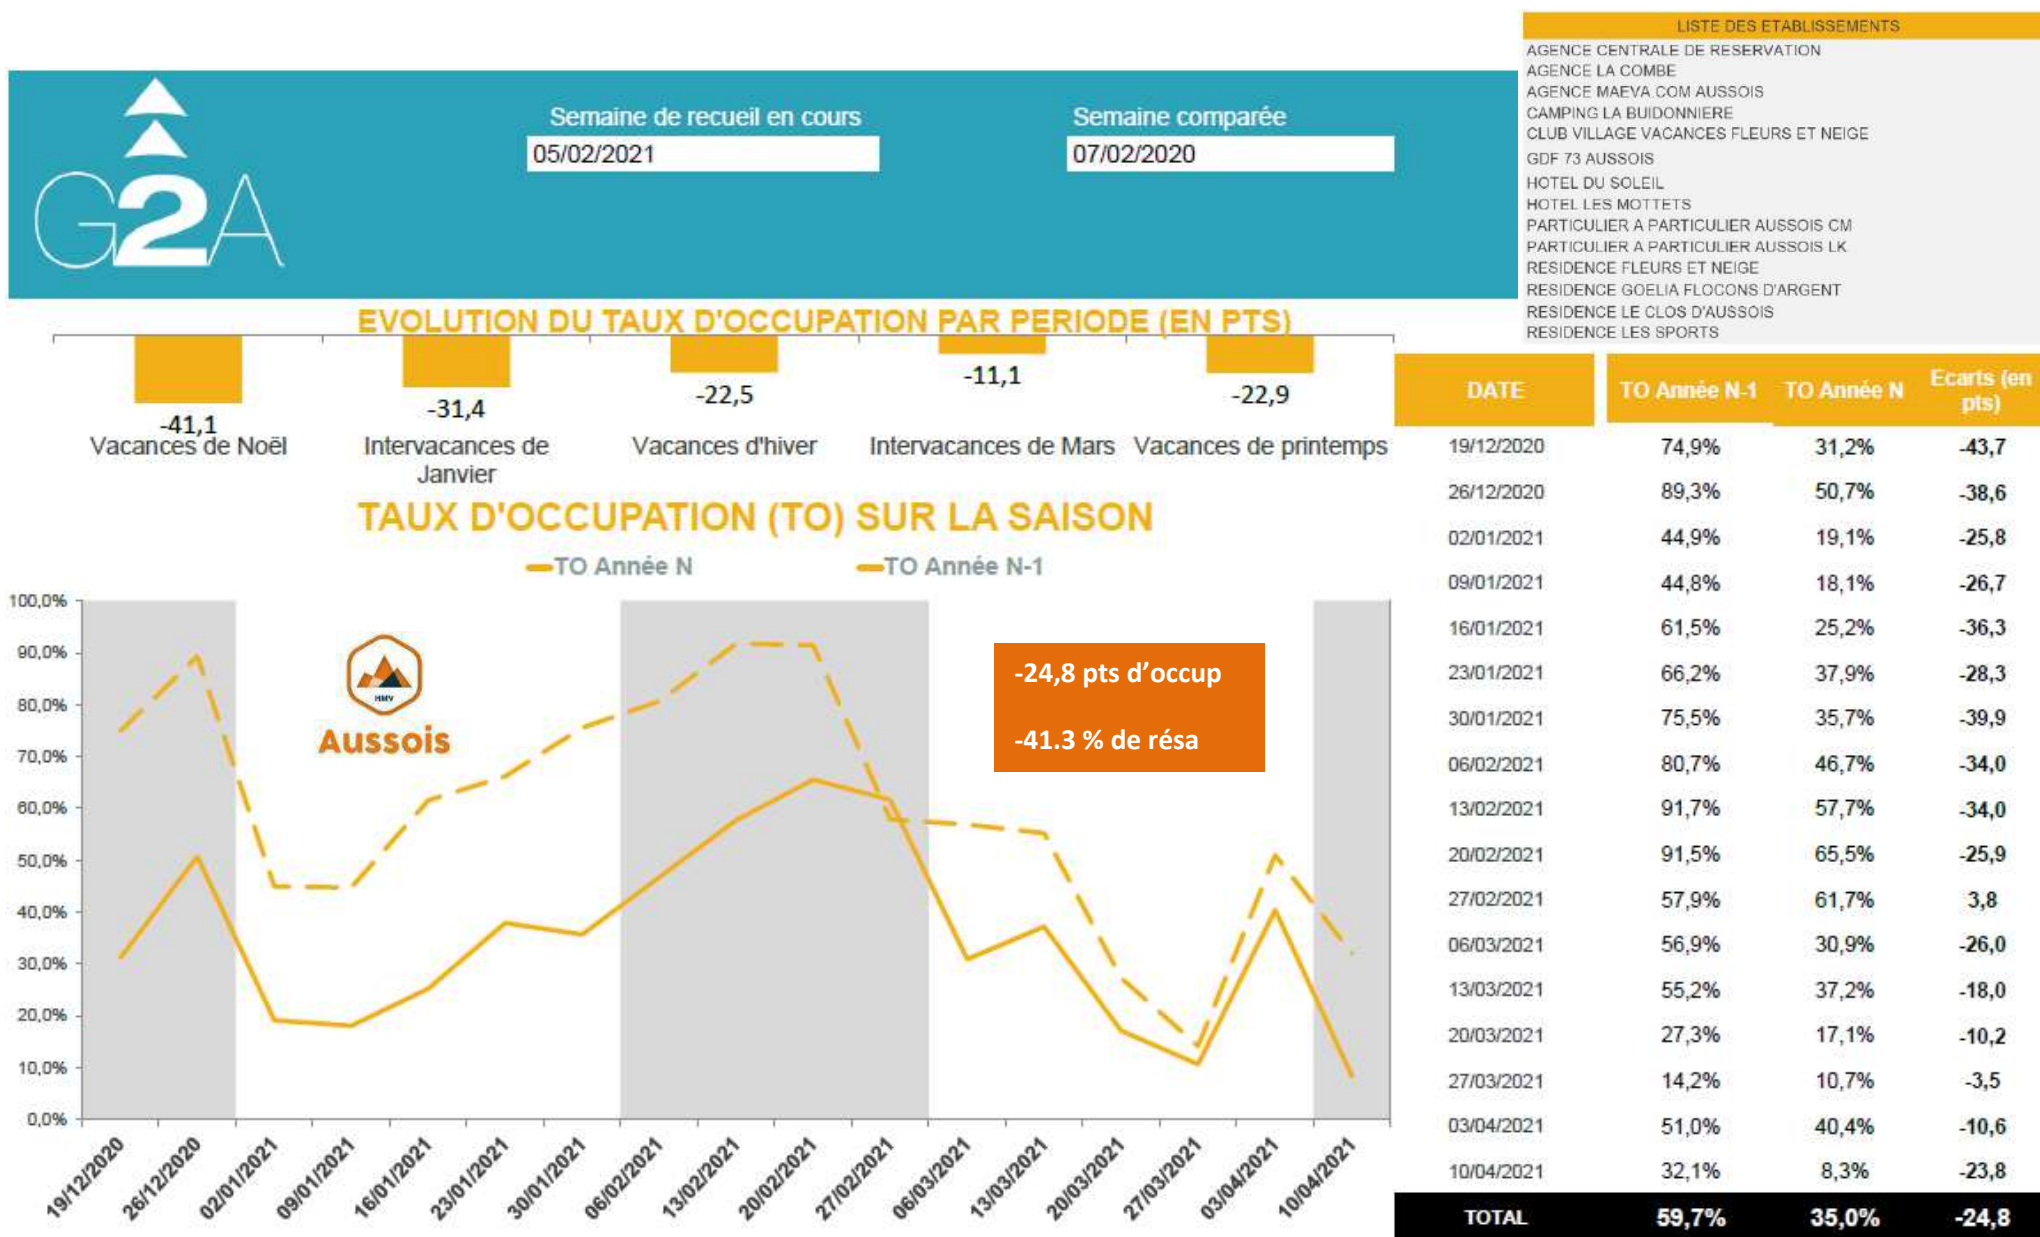 LISTE DES ETABLISSEMENTS
AGENCE CENTRALE DE RESERVATION
AGENCE LA COMBE
AGENCE MAEVA.COM AUSSOIS
CAMPING LA BUIDONNIERE
CLUB VILLAGE VACANCES FLEURS ET NEIGE
GDF 73 AUSSOIS
HOTEL DU SOLEIL
HOTEL LES MOTTETS
PARTICULIER A PARTICULIER AUSSOIS CM
PARTICULIER A PARTICULIER AUSSOIS LK
RESIDENCE FLEURS ET NEIGE
RESIDENCE GOELIA FLOCONS D'ARGENT
RESIDENCE LE CLOS D'AUSSOIS
RESIDENCE LES SPORTS
G2A
Semaine de recueil en cours
05/02/2021
Semaine comparée
07/02/2020
EVOLUTION DU TAUX D'OCCUPATION PAR PERIODE (EN PTS)
-41,1
-31,4
-22,5
-11,1
-22,9
Vacances de Noël
Intervacances de
Janvier
Vacances d'hiver
Intervacances de Mars
Vacances de printemps
TAUX D'OCCUPATION (TO) SUR LA SAISON
TO Année N
TO Année N-1
100,0%
90,0%
80,0%
70,0%
60,0%
50,0%
40,0%
30,0%
20,0%
10,0%
0,0%
HMV
Aussois
-24,8 pts d’occup
-41.3 % de résa
19/12/2020
26/12/2020
02/01/2021
09/01/2021
16/01/2021
23/01/2021
30/01/2021
06/02/2021
13/02/2021
20/02/2021
27/02/2021
06/03/2021
13/03/2021
20/03/2021
27/03/2021
03/04/2021
10/04/2021
DATE TO Année N-1 TO Année N Ecarts (en
pts)
19/12/2020 74,9% 31,2% -43,7
26/12/2020 89,3% 50,7% -38,6
02/01/2021 44,9% 19,1% -25,8
09/01/2021 44,8% 18,1% -26,7
16/01/2021 61,5% 25,2% -36,3
23/01/2021 66,2% 37,9% -28,3
30/01/2021 75,5% 35,7% -39,9
06/02/2021 80,7% 46,7% -34,0
13/02/2021 91,7% 57,7% -34,0
20/02/2021 91,5% 65,5% -25,9
27/02/2021 57,9% 61,7% 3,8
06/03/2021 56,9% 30,9% -26,0
13/03/2021 55,2% 37,2% -18,0
20/03/2021 27,3% 17,1% -10,2
27/03/2021 14,2% 10,7% -3,5
03/04/2021 51,0% 40,4% -10,6
10/04/2021 32,1% 8,3% -23,8
TOTAL 59,7% 35,0% -24,8